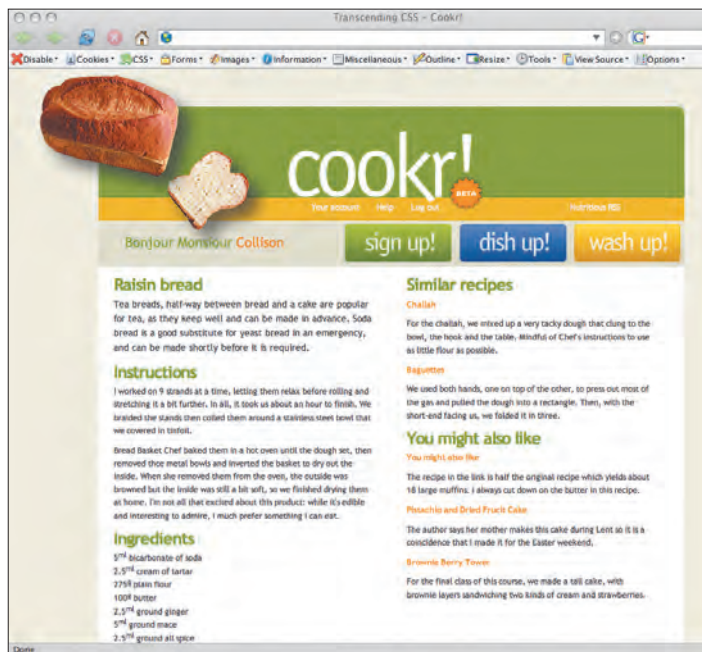 Transcending CSS – Cookr!
Disable Cookies CSS Forms Images Information Miscellaneous Outline Resize Tools View Source Options
cookr!
BETA
Your account Help Log out Nutritious RSS
Bonjour Monsieur Collison
sign up! dish up! wash up!
Raisin bread
Tea breads, half-way between bread and a cake are popular
for tea, as they keep well and can be made in advance. Soda
bread is a good substitute for yeast bread in an emergency,
and can be made shortly before it is required.
Instructions
I worked on 9 strands at a time, letting them relax before rolling and
stretching it a bit further. In all, it took us about an hour to finish. We
braided the stands then coiled them around a stainless steel bowl that
we covered in tinfoil.
Bread Basket Chef baked them in a hot oven until the dough set, then
removed thoe metal bowls and inverted the basket to dry out the
inside. When she removed them from the oven, the outside was
browned but the inside was still a bit soft, so we finished drying them
at home. I'm not all that excited about this product: while it's edible
and interesting to admire, I much prefer something I can eat.
Ingredients
5ml bicarbonate of soda
2.5ml cream of tartar
275g plain flour
100g butter
2.5ml ground ginger
5ml ground mace
2.5ml ground all spice
Similar recipes
Challah
For the challah, we mixed up a very tacky dough that clung to the
bowl, the hook and the table. Mindful of Chef's instructions to use
as little flour as possible.
Baguettes
We used both hands, one on top of the other, to press out most of
the gas and pulled the dough into a rectangle. Then, with the
short-end facing us, we folded it in three.
You might also like
You might also like
The recipe in the link is half the original recipe which yields about
18 large muffins. I always cut down on the butter in this recipe.
Pistachio and Dried Fruit Cake
The author says her mother makes this cake during Lent so it is a
coincidence that I made it for the Easter weekend.
Brownie Berry Tower
For the final class of this course, we made a tall cake, with
brownie layers sandwiching two kinds of cream and strawberries.
Done